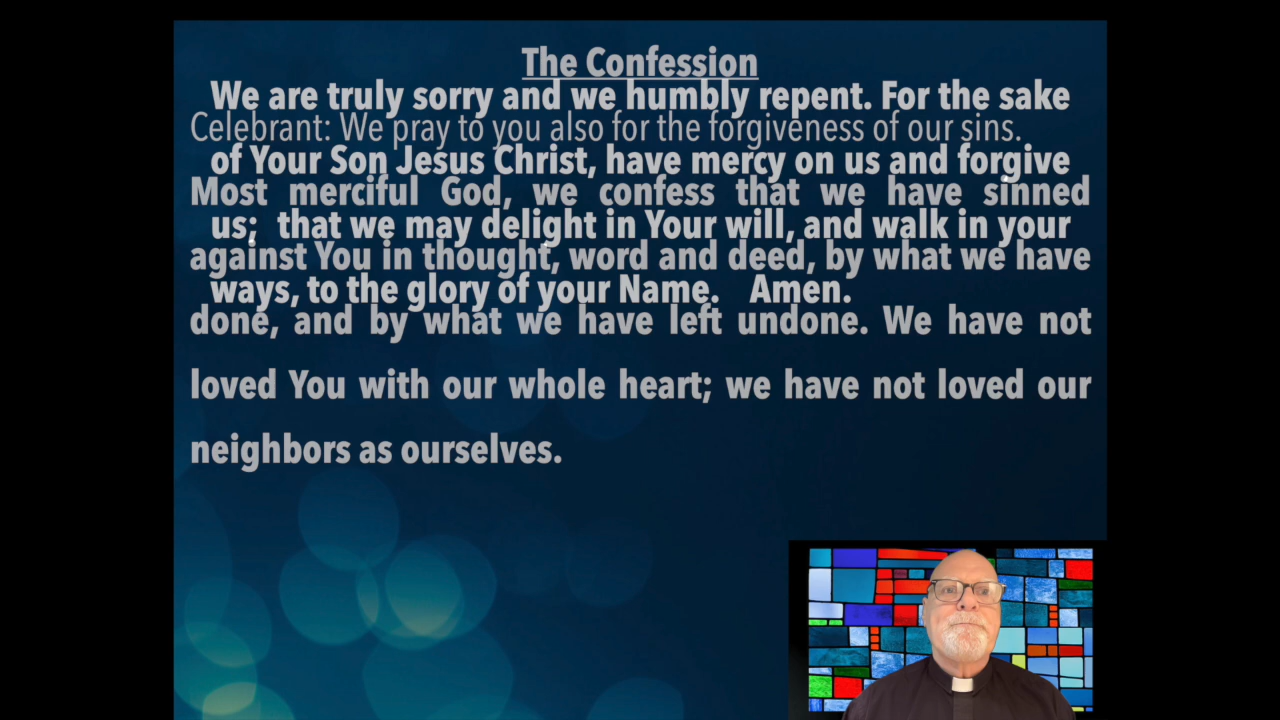 The Confession
We are truly sorry and we humbly repent. For the sake
Celebrant: We pray to you also for the forgiveness of our sins.
of Your Son Jesus Christ, have mercy on us and forgive
Most merciful God, we confess that we have sinned
us; that we may delight in Your will, and walk in your
against You in thought, word and deed, by what we have
ways, to the glory of your Name. Amen.
done, and by what we have left undone. We have not
loved You with our whole heart; we have not loved our
neighbors as ourselves.